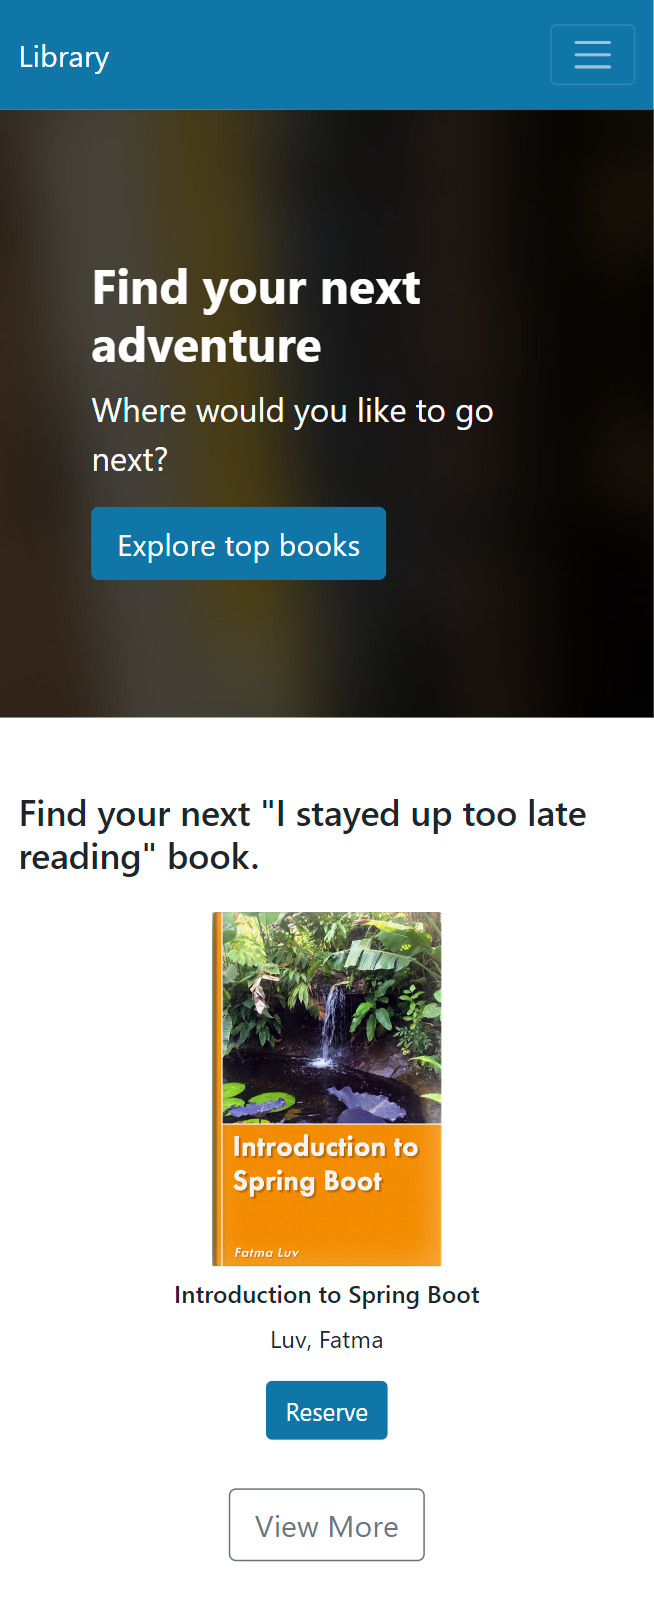 Library
Find your next
adventure
Where would you like to go
next?
Explore top books
Find your next "I stayed up too late
reading" book.
Introduction to
Spring Boot
Fatma Luv
Introduction to Spring Boot
Luv, Fatma
Reserve
View More